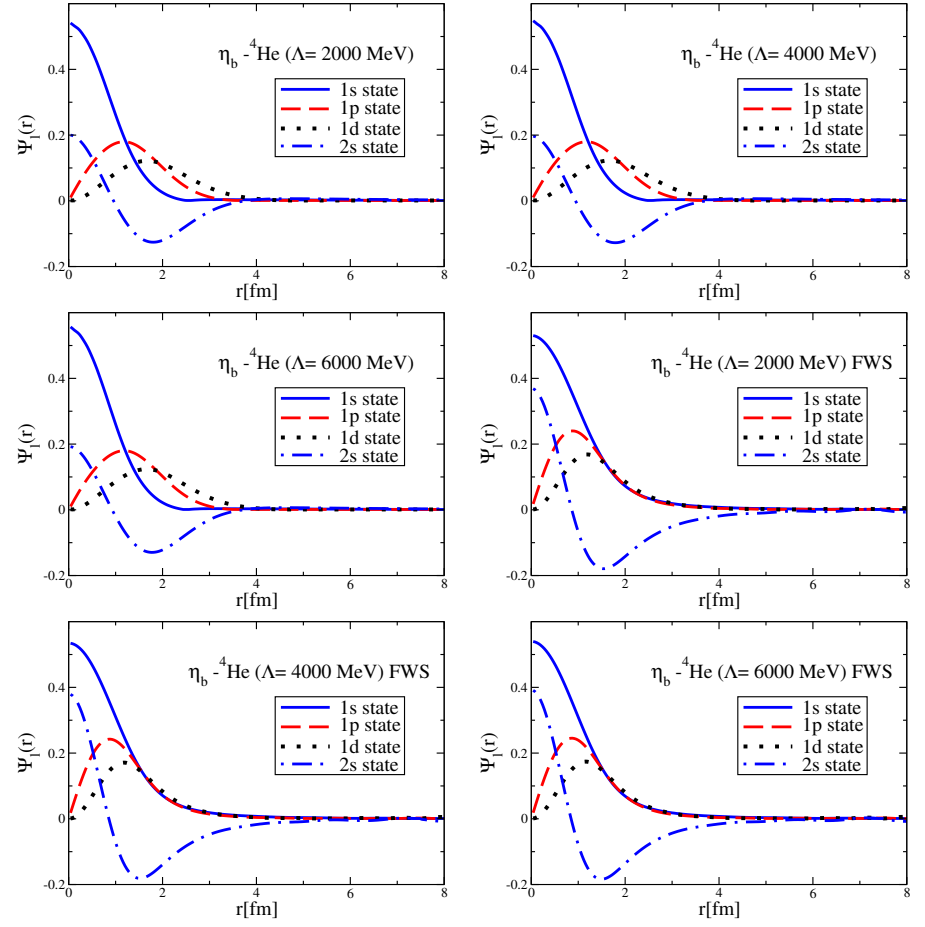 η_b - ⁴He (Λ= 2000 MeV)
1s state
1p state
1d state
2s state
Ψ_l(r)
0.4
0.2
0
-0.2
0 2 4 6 8
r[fm]
η_b - ⁴He (Λ= 4000 MeV)
1s state
1p state
1d state
2s state
Ψ_l(r)
0.4
0.2
0
-0.2
0 2 4 6 8
r[fm]
η_b - ⁴He (Λ= 6000 MeV)
1s state
1p state
1d state
2s state
Ψ_l(r)
0.4
0.2
0
-0.2
0 2 4 6 8
r[fm]
η_b - ⁴He (Λ= 2000 MeV) FWS
1s state
1p state
1d state
2s state
Ψ_l(r)
0.4
0.2
0
-0.2
0 2 4 6 8
r[fm]
η_b - ⁴He (Λ= 4000 MeV) FWS
1s state
1p state
1d state
2s state
Ψ_l(r)
0.4
0.2
0
-0.2
0 2 4 6 8
r[fm]
η_b - ⁴He (Λ= 6000 MeV) FWS
1s state
1p state
1d state
2s state
Ψ_l(r)
0.4
0.2
0
-0.2
0 2 4 6 8
r[fm]